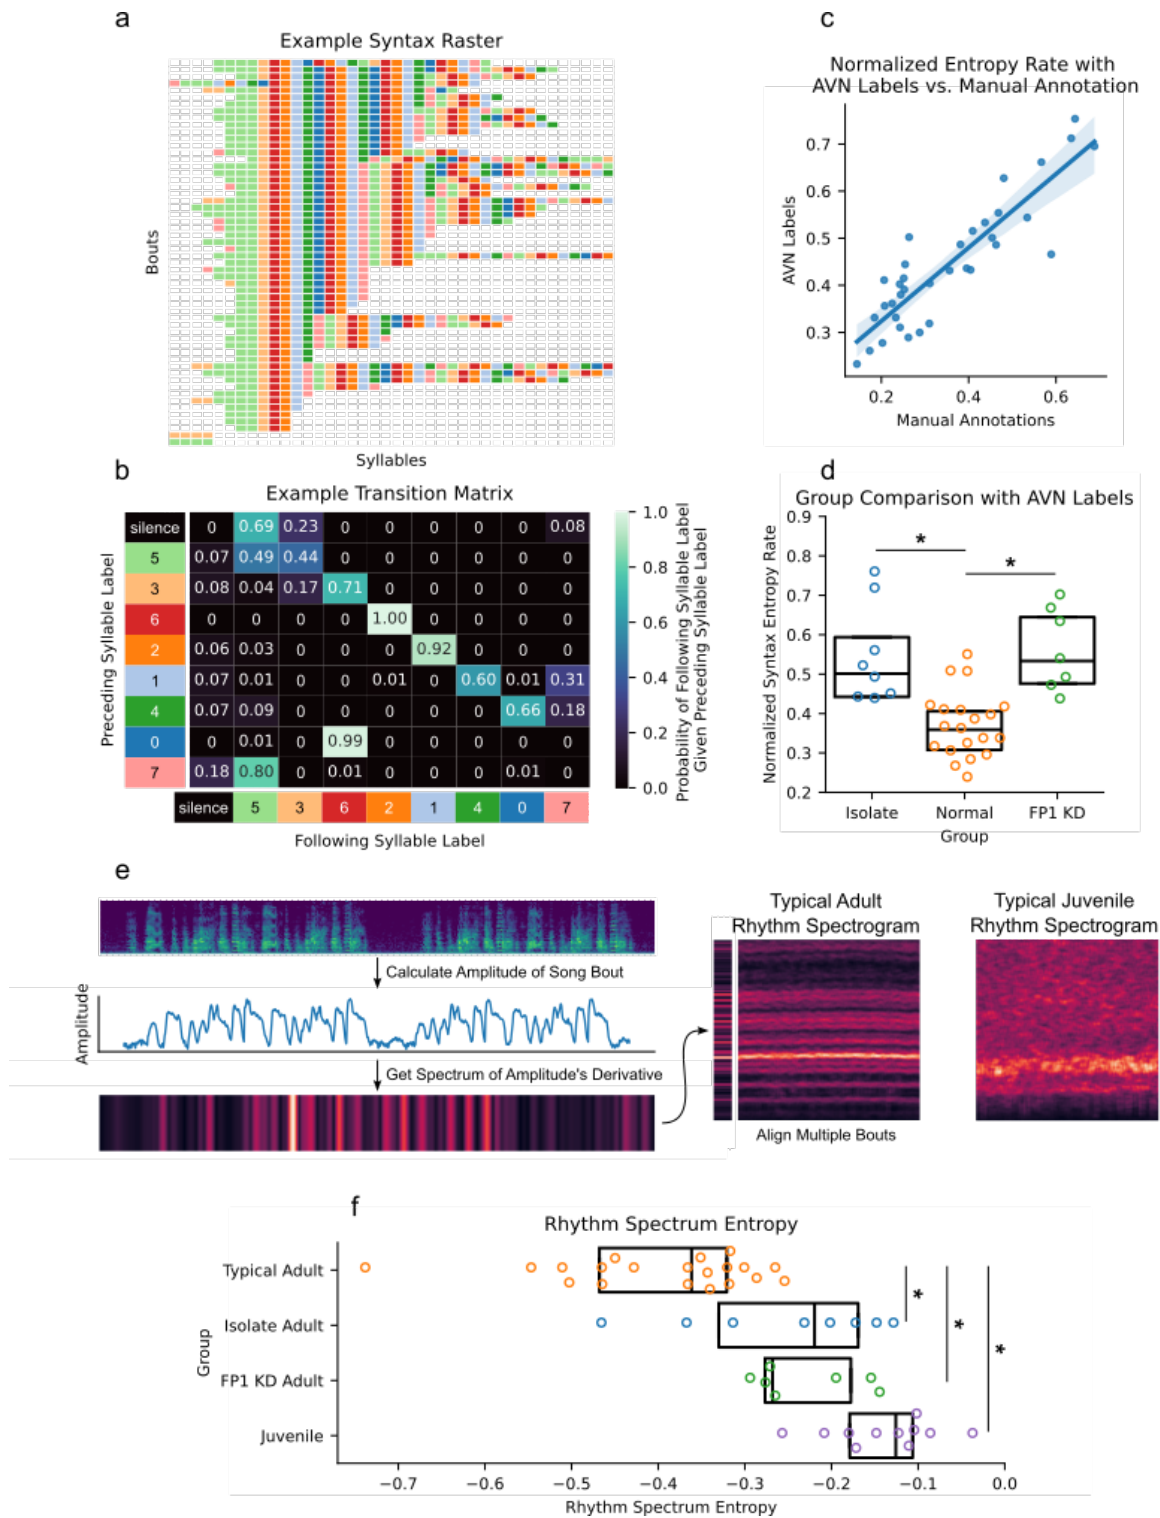 a
Example Syntax Raster
Bouts
Syllables
b
Example Transition Matrix
Preceding Syllable Label
silence 0 0.69 0.23 0 0 0 0 0 0.08
5 0.07 0.49 0.44 0 0 0 0 0 0
3 0.08 0.04 0.17 0.71 0 0 0 0 0
6 0 0 0 0 1.00 0 0 0 0
2 0.06 0.03 0 0 0 0.92 0 0 0
1 0.07 0.01 0 0 0.01 0 0.60 0.01 0.31
4 0.07 0.09 0 0 0 0 0 0.66 0.18
0 0 0.01 0 0.99 0 0 0 0 0
7 0.18 0.80 0 0.01 0 0 0 0.01 0
silence 5 3 6 2 1 4 0 7
Following Syllable Label
1.0
0.8
0.6
0.4
0.2
0.0
Probability of Following Syllable Label
Given Preceding Syllable Label
c
Normalized Entropy Rate with
AVN Labels vs. Manual Annotation
AVN Labels
0.7
0.6
0.5
0.4
0.3
0.2 0.4 0.6
Manual Annotations
d
Group Comparison with AVN Labels
Normalized Syntax Entropy Rate
0.9
0.8
0.7
0.6
0.5
0.4
0.3
0.2
* *
Isolate Normal FP1 KD
Group
e
Calculate Amplitude of Song Bout
Amplitude
Get Spectrum of Amplitude's Derivative
Typical Adult
Rhythm Spectrogram
Align Multiple Bouts
Typical Juvenile
Rhythm Spectrogram
f
Rhythm Spectrum Entropy
Group
Typical Adult
Isolate Adult
FP1 KD Adult
Juvenile
* * *
−0.7 −0.6 −0.5 −0.4 −0.3 −0.2 −0.1 0.0
Rhythm Spectrum Entropy